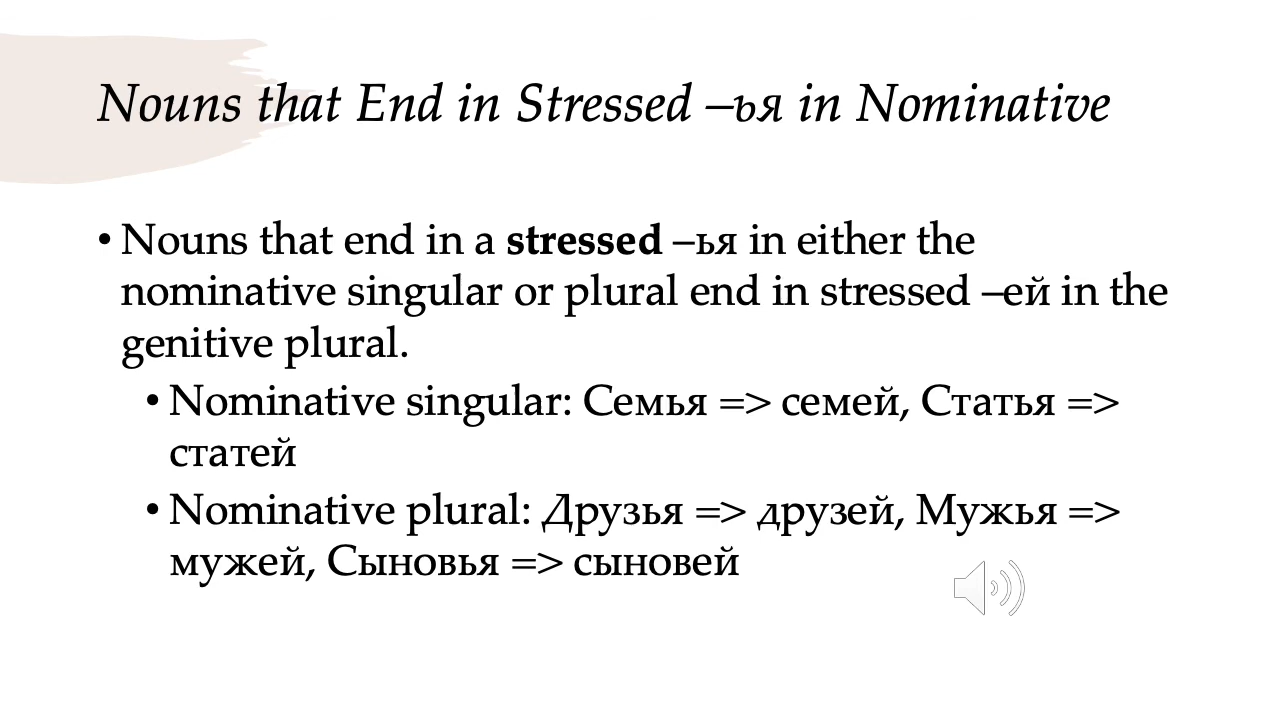 Nouns that End in Stressed –ья in Nominative
• Nouns that end in a stressed –ья in either the
nominative singular or plural end in stressed –ей in the
genitive plural.
• Nominative singular: Семья => семей, Статья =>
статей
• Nominative plural: Друзья => друзей, Мужья =>
мужей, Сыновья => сыновей